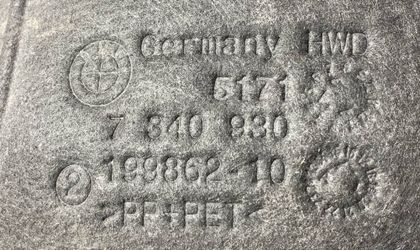 Germany HWD
5171
7 340 930
② 199862-10
>PP+PET<